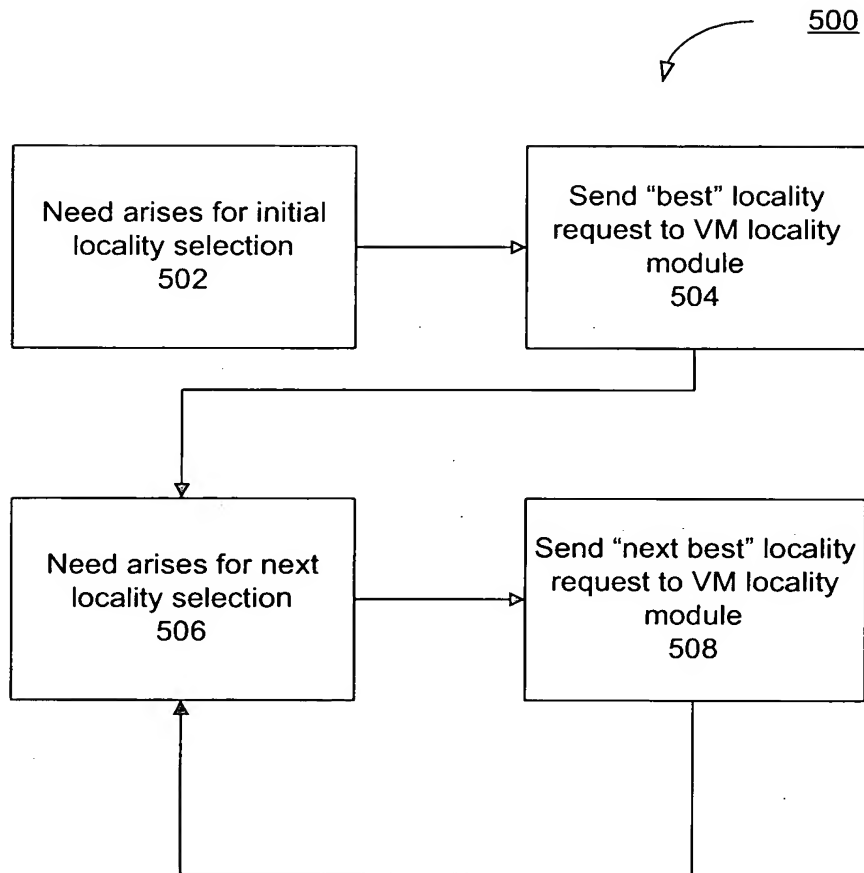 500
Need arises for initial
locality selection
502
Send “best” locality
request to VM locality
module
504
Need arises for next
locality selection
506
Send “next best” locality
request to VM locality
module
508